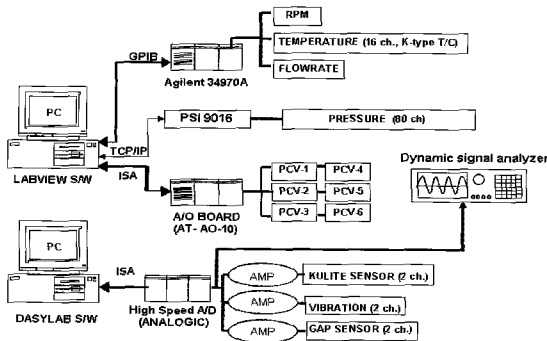 RPM
PC
GPIB
TEMPERATURE (16 ch., K-type T/C)
Agilent 34970A
FLOWRATE
PSI 9016
PRESSURE (80 ch)
TCP/IP
LABVIEW S/W
ISA
PCV-1
PCV-4
PCV-2
PCV-5
PCV-3
PCV-6
A/O BOARD
(AT- AO-10)
Dynamic signal analyzer
PC
ISA
DASYLAB S/W
High Speed A/D
(ANALOGIC)
AMP
KULITE SENSOR (2 ch.)
AMP
VIBRATION (2 ch.)
AMP
GAP SENSOR (2 ch.)